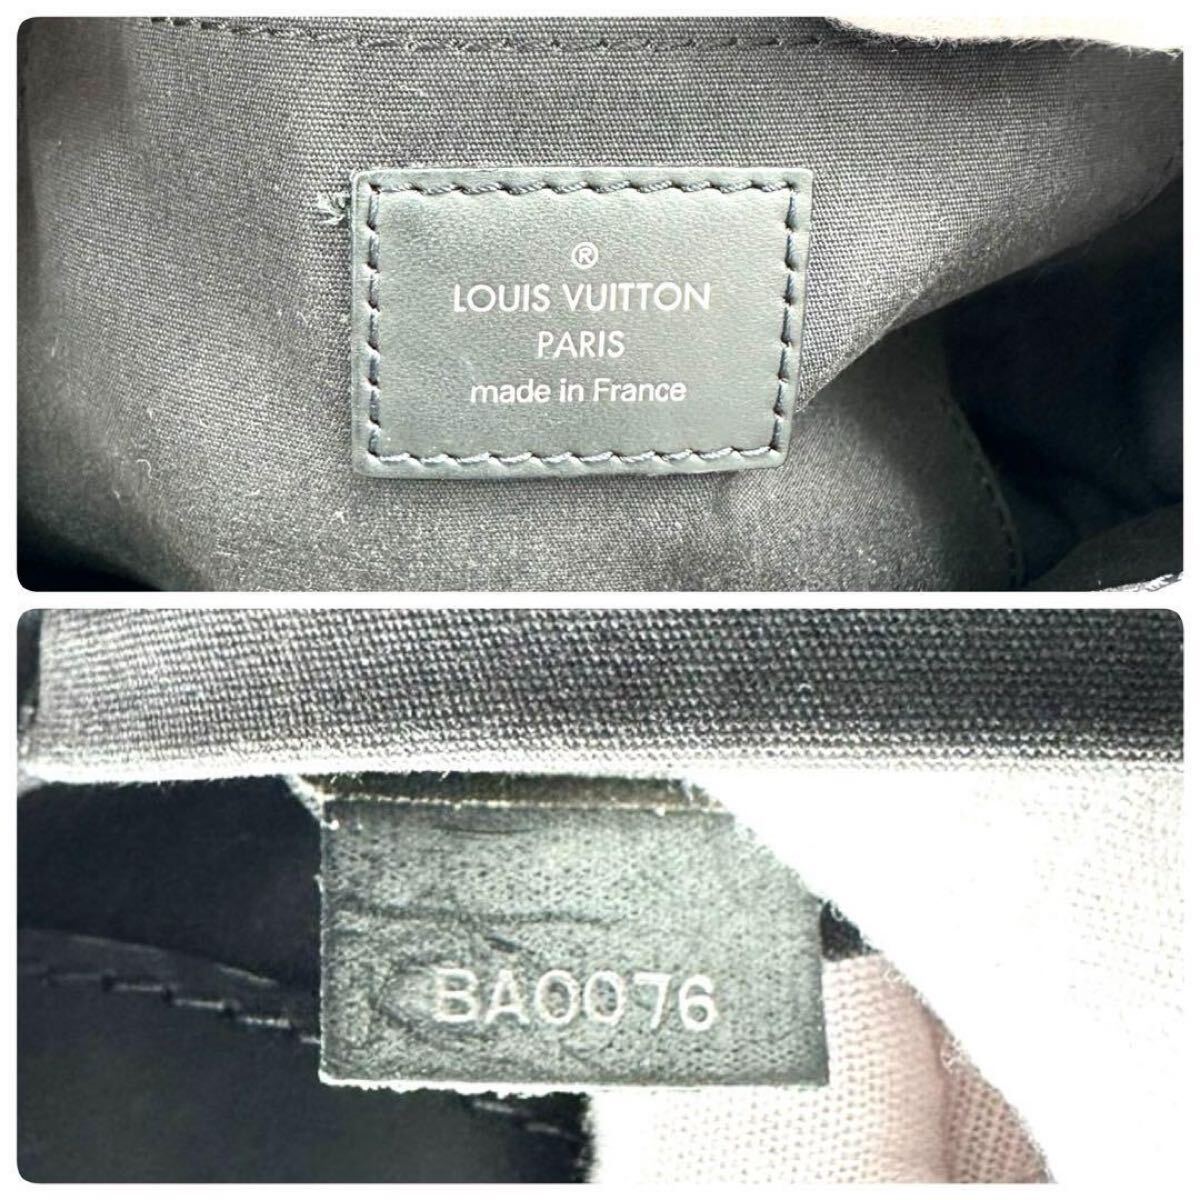 ®
LOUIS VUITTON
PARIS
made in France
BA0076